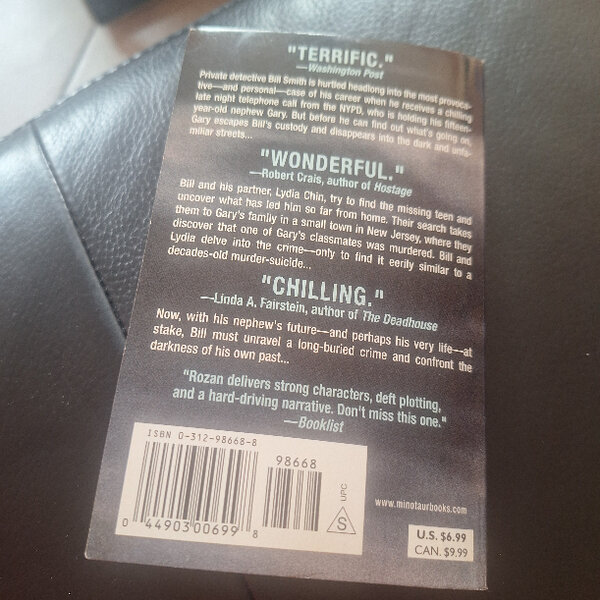 "TERRIFIC."
—Washington Post
Private detective Bill Smith is hurtled headlong into the most provoca-
tive—and personal—case of his career when he receives a chilling
late night telephone call from the NYPD, who is holding his fifteen-
year-old nephew Gary. But before he can find out what's going on,
Gary escapes Bill's custody and disappears into the dark and unfa-
miliar streets...
"WONDERFUL."
—Robert Crais, author of Hostage
Bill and his partner, Lydia Chin, try to find the missing teen and
uncover what has led him so far from home. Their search takes
them to Gary's family in a small town in New Jersey, where they
discover that one of Gary's classmates was murdered. Bill and
Lydia delve into the crime—only to find it eerily similar to a
decades-old murder-suicide...
"CHILLING."
—Linda A. Fairstein, author of The Deadhouse
Now, with his nephew's future—and perhaps his very life—at
stake, Bill must unravel a long-buried crime and confront the
darkness of his own past...
"Rozan delivers strong characters, deft plotting,
and a hard-driving narrative. Don't miss this one."
—Booklist
ISBN 0-312-98668-8
98668
0 44903 00699 8
UPC
S
www.minotaurbooks.com
U.S. $6.99
CAN. $9.99